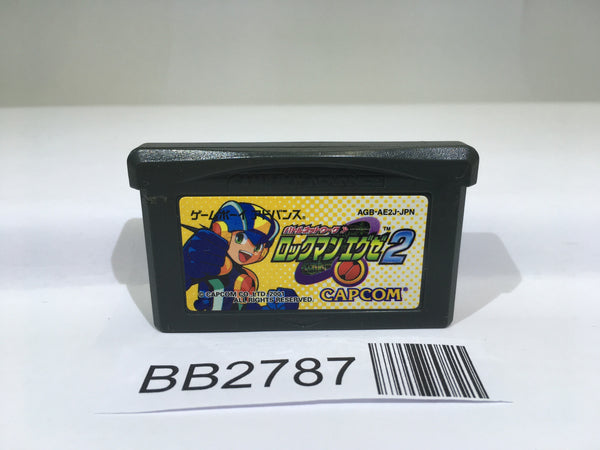 ゲームボーイアドバンス
AGB-AE2J-JPN
バトルネットワーク
ロックマンエグゼ2
TM
© CAPCOM CO., LTD. 2001
ALL RIGHTS RESERVED.
CAPCOM
BB2787